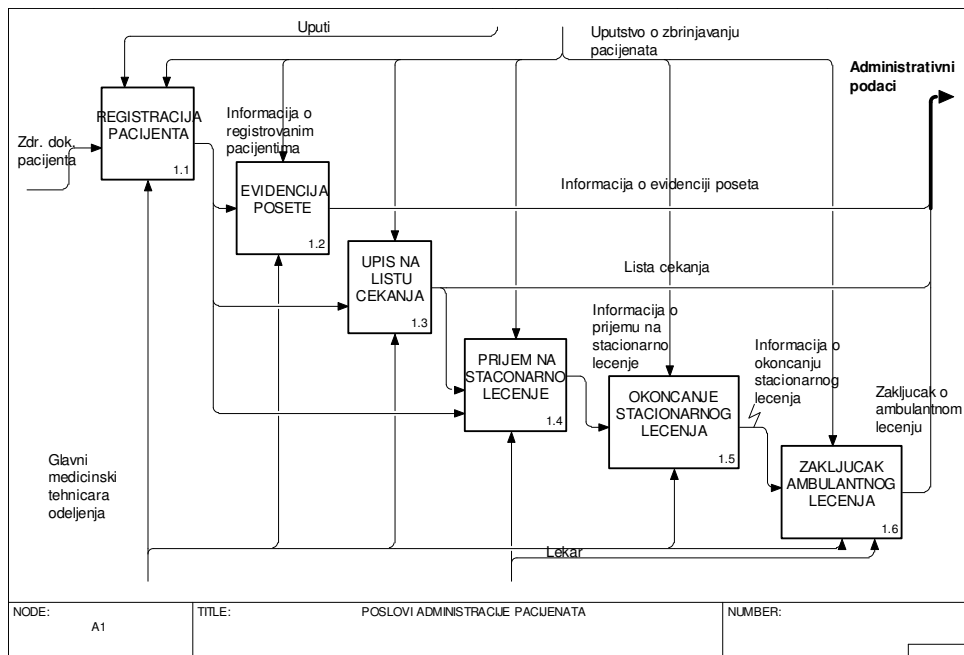 Uputi
Uputstvo o zbrinjavanju
pacijenata
Administrativni
podaci
REGISTRACIJA
PACIJENTA
1.1
Informacija o
registrovanim
pacijentima
Zdr. dok.
pacijenta
EVIDENCIJA
POSETE
1.2
Informacija o evidenciji poseta
UPIS NA
LISTU
CEKANJA
1.3
Lista cekanja
Informacija o
prijemu na
stacionarno
lecenje
PRIJEM NA
STACONARNO
LECENJE
1.4
Informacija o
okoncanju
stacionarnog
lecenja
OKONCANJE
STACIONARNOG
LECENJA
1.5
Zakljucak o
ambulantnom
lecenju
ZAKLJUCAK
AMBULANTNOG
LECENJA
1.6
Glavni
medicinski
tehnicara
odeljenja
Lekar
NODE:
A1
TITLE:
POSLOVI ADMINISTRACIJE PACIJENATA
NUMBER: